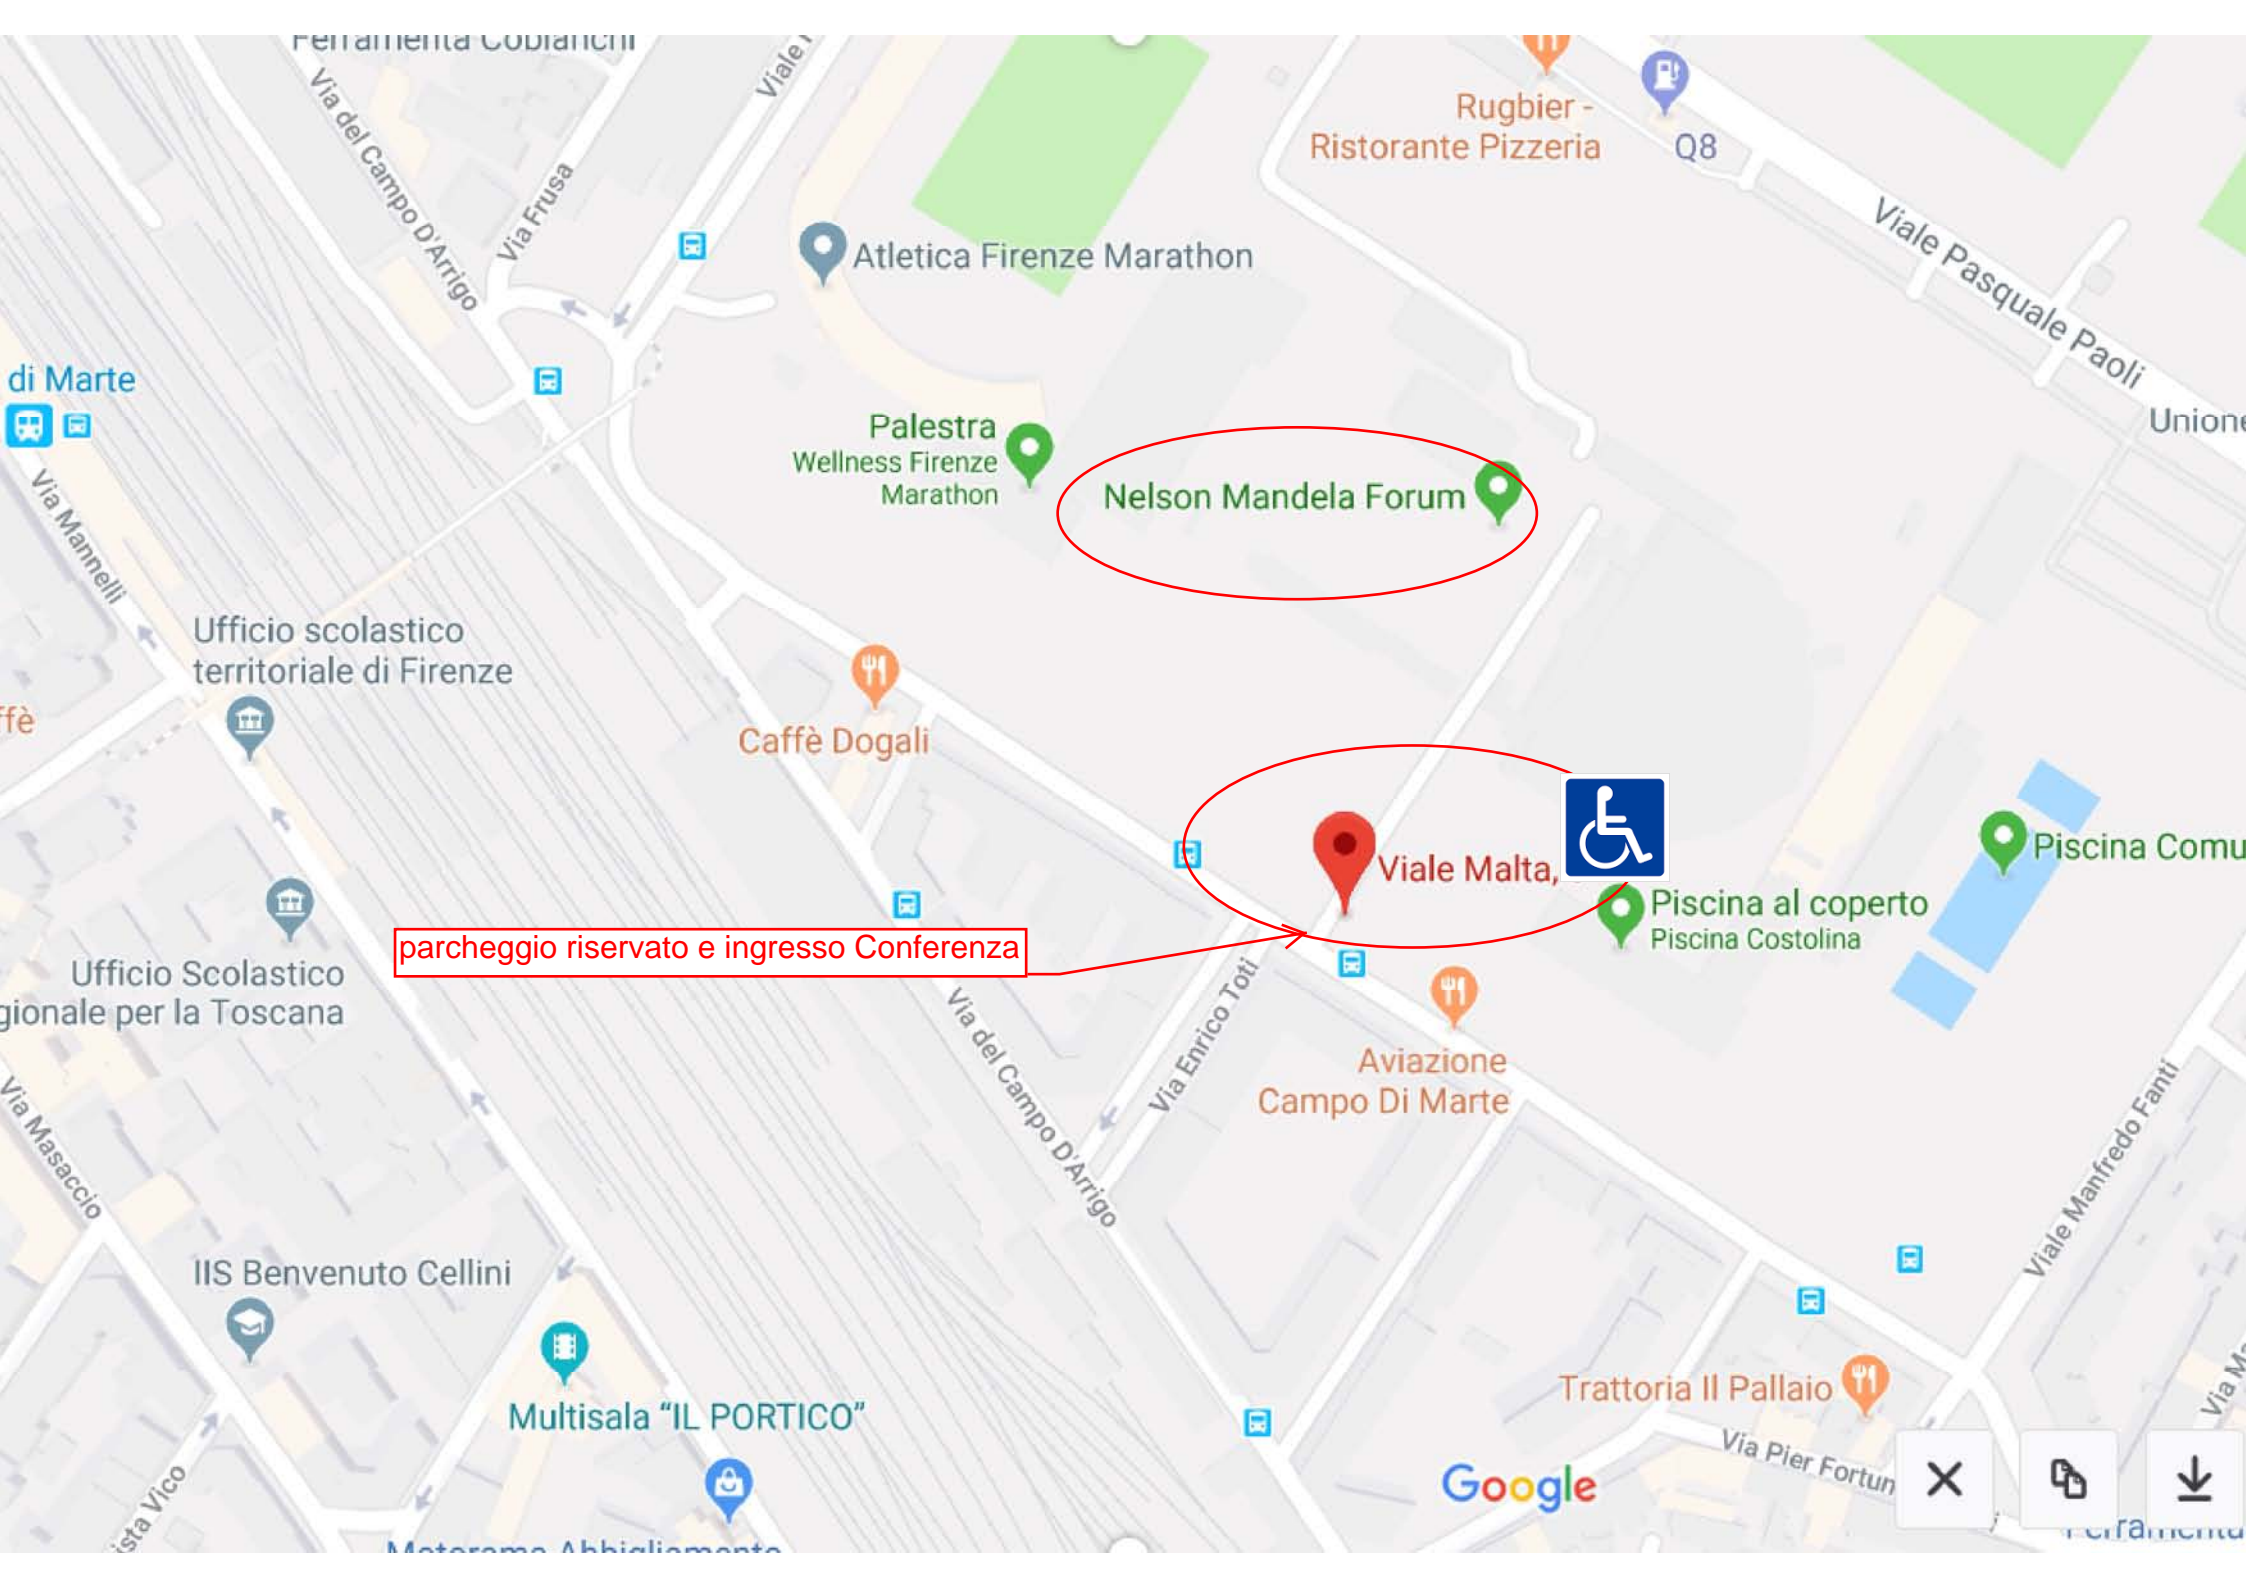 Ferramenta Cobianchi
Via del Campo D'Arrigo
Via Frusa
Rugbier -
Ristorante Pizzeria
Q8
Viale Pasquale Paoli
Atletica Firenze Marathon
di Marte
Palestra
Wellness Firenze
Marathon
Nelson Mandela Forum
Via Mannelli
Ufficio scolastico
territoriale di Firenze
Caffè Dogali
Viale Malta,
Piscina Comu
Piscina al coperto
Piscina Costolina
parcheggio riservato e ingresso Conferenza
Ufficio Scolastico
gionale per la Toscana
Via Enrico Toti
Via del Campo D'Arrigo
Aviazione
Campo Di Marte
Viale Manfredo Fanti
Via Masaccio
IIS Benvenuto Cellini
Multisala “IL PORTICO”
Trattoria Il Pallaio
Via Pier Fortun
Google